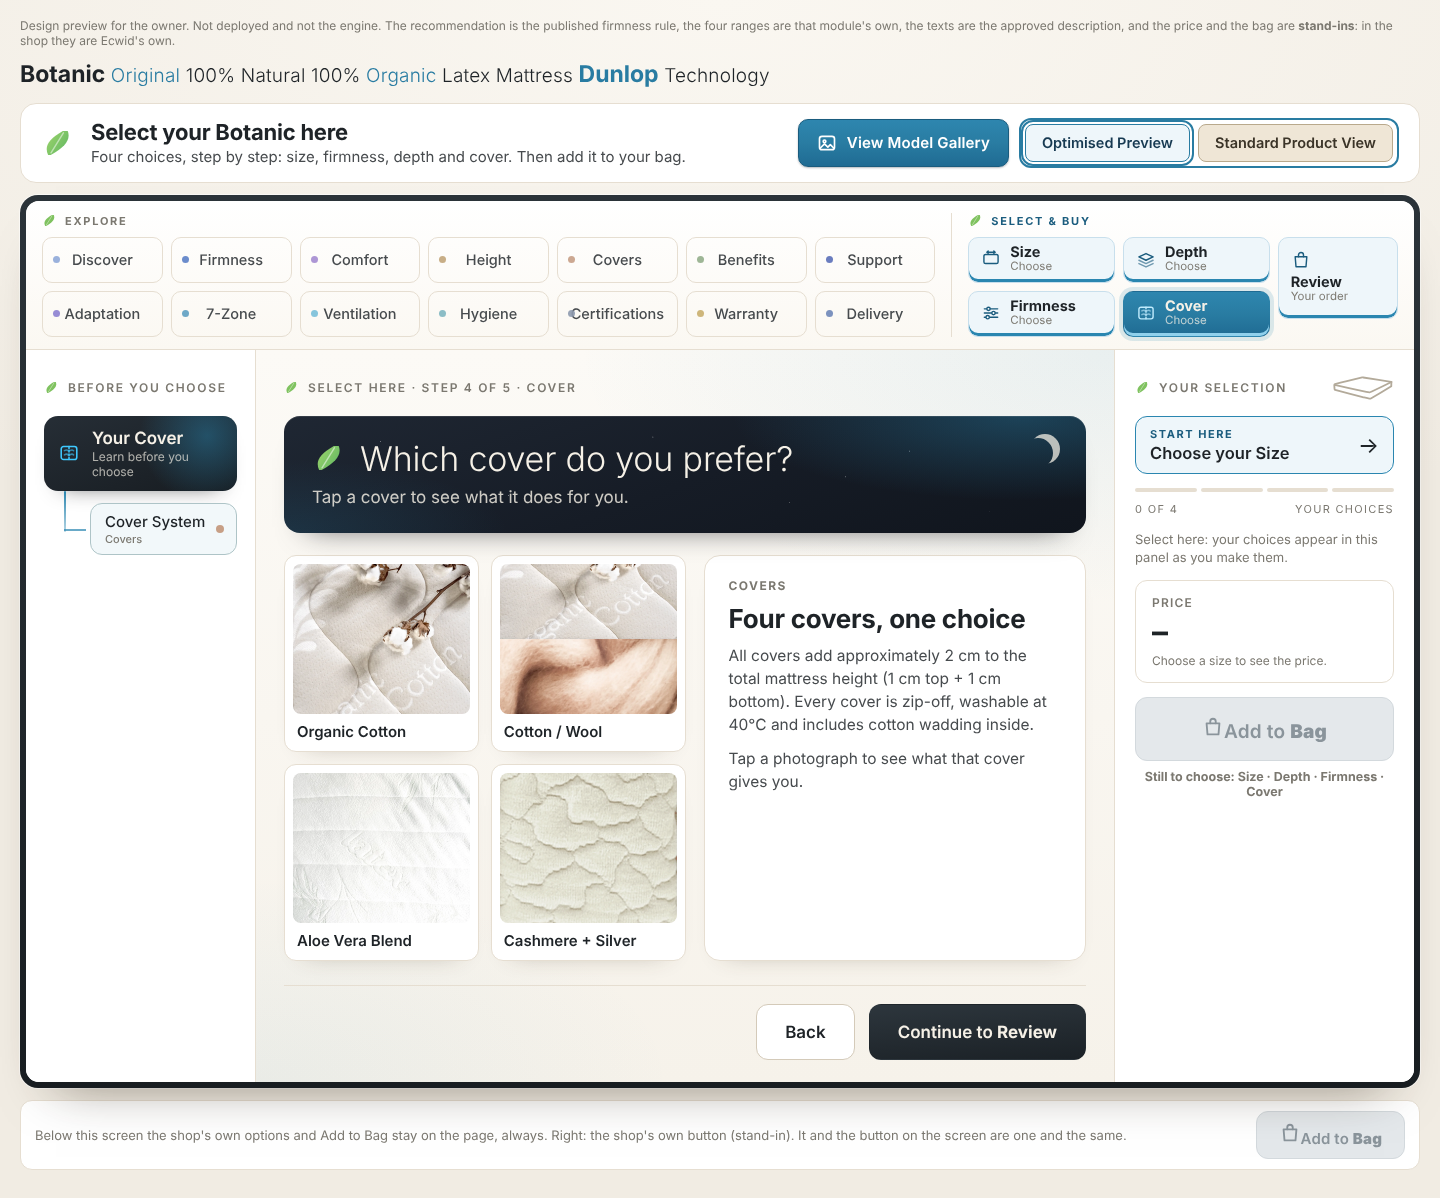 Design preview for the owner. Not deployed and not the engine. The recommendation is the published firmness rule, the four ranges are that module's own, the texts are the approved description, and the price and the bag are stand-ins: in the
shop they are Ecwid's own.
Botanic Original 100% Natural 100% Organic Latex Mattress Dunlop Technology
Select your Botanic here
Four choices, step by step: size, firmness, depth and cover. Then add it to your bag.
View Model Gallery
Optimised Preview
Standard Product View
EXPLORE
Discover
Firmness
Comfort
Height
Covers
Benefits
Support
Adaptation
7-Zone
Ventilation
Hygiene
Certifications
Warranty
Delivery
SELECT & BUY
Size
Choose
Depth
Choose
Firmness
Choose
Cover
Choose
Review
Your order
BEFORE YOU CHOOSE
Your Cover
Learn before you
choose
Cover System
Covers
SELECT HERE · STEP 4 OF 5 · COVER
Which cover do you prefer?
Tap a cover to see what it does for you.
Organic Cotton
Cotton / Wool
Aloe Vera Blend
Cashmere + Silver
COVERS
Four covers, one choice
All covers add approximately 2 cm to the
total mattress height (1 cm top + 1 cm
bottom). Every cover is zip-off, washable at
40°C and includes cotton wadding inside.
Tap a photograph to see what that cover
gives you.
Back
Continue to Review
YOUR SELECTION
START HERE
Choose your Size
0 OF 4
YOUR CHOICES
Select here: your choices appear in this
panel as you make them.
PRICE
–
Choose a size to see the price.
Add to Bag
Still to choose: Size · Depth · Firmness ·
Cover
Below this screen the shop's own options and Add to Bag stay on the page, always. Right: the shop's own button (stand-in). It and the button on the screen are one and the same.
Add to Bag